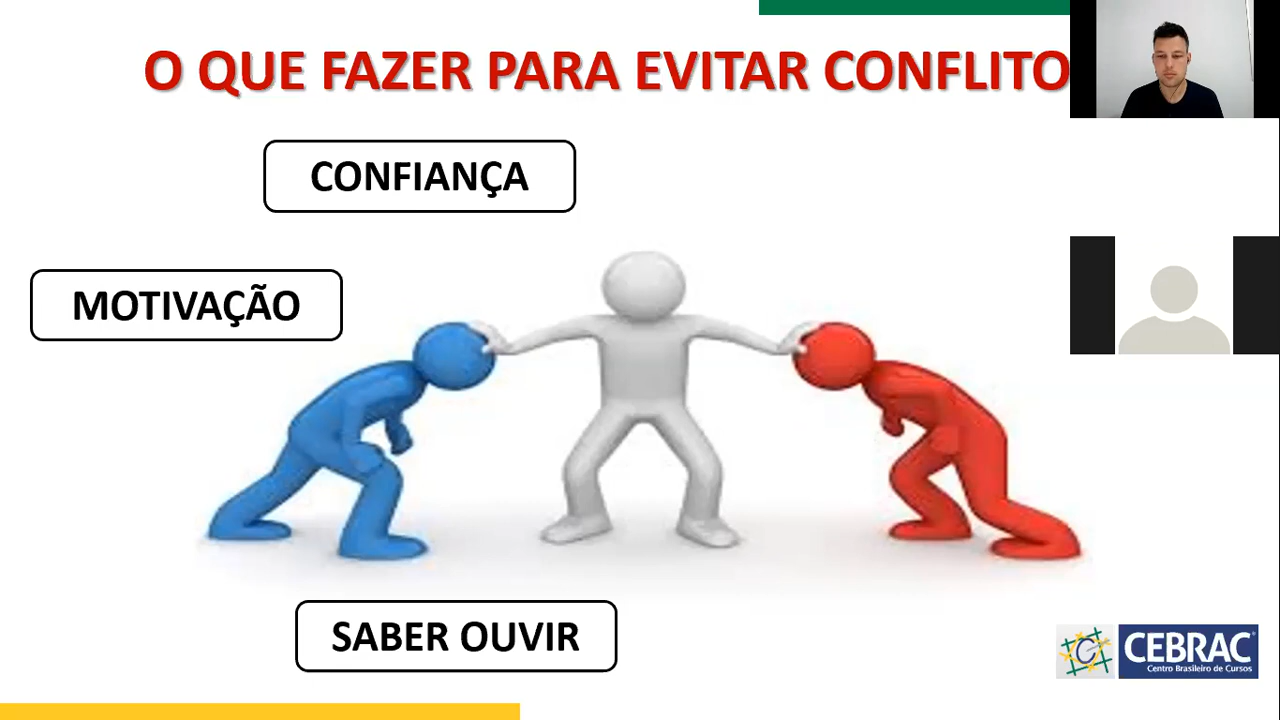 O QUE FAZER PARA EVITAR CONFLITO
CONFIANÇA
MOTIVAÇÃO
SABER OUVIR
CEBRAC
Centro Brasileiro de Cursos